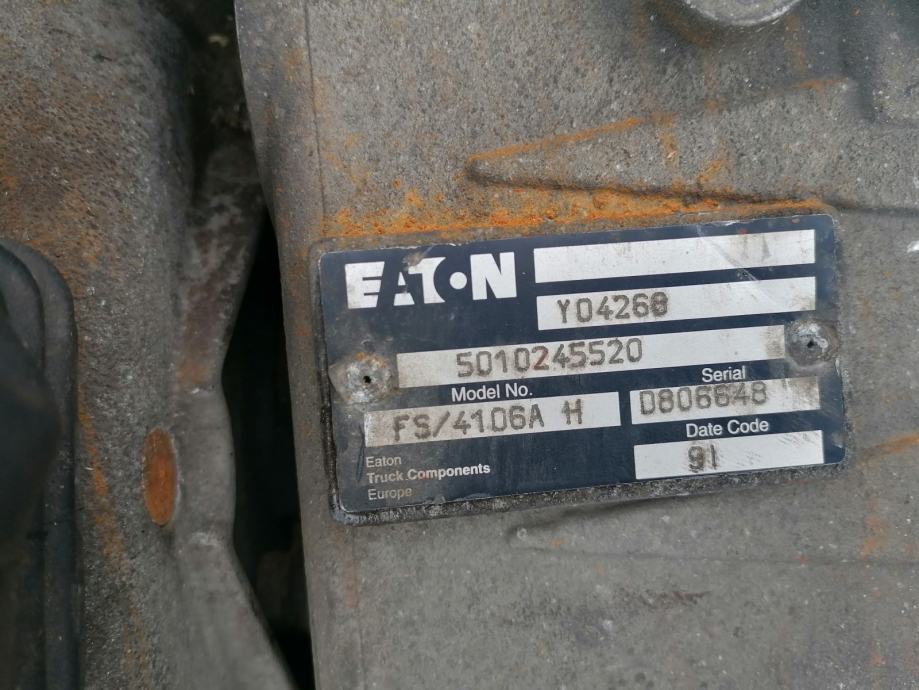 EATON
Y04268
5010245520
Model No.
Serial
FS/4106A H
D806648
Date Code
91
Eaton
Truck Components
Europe